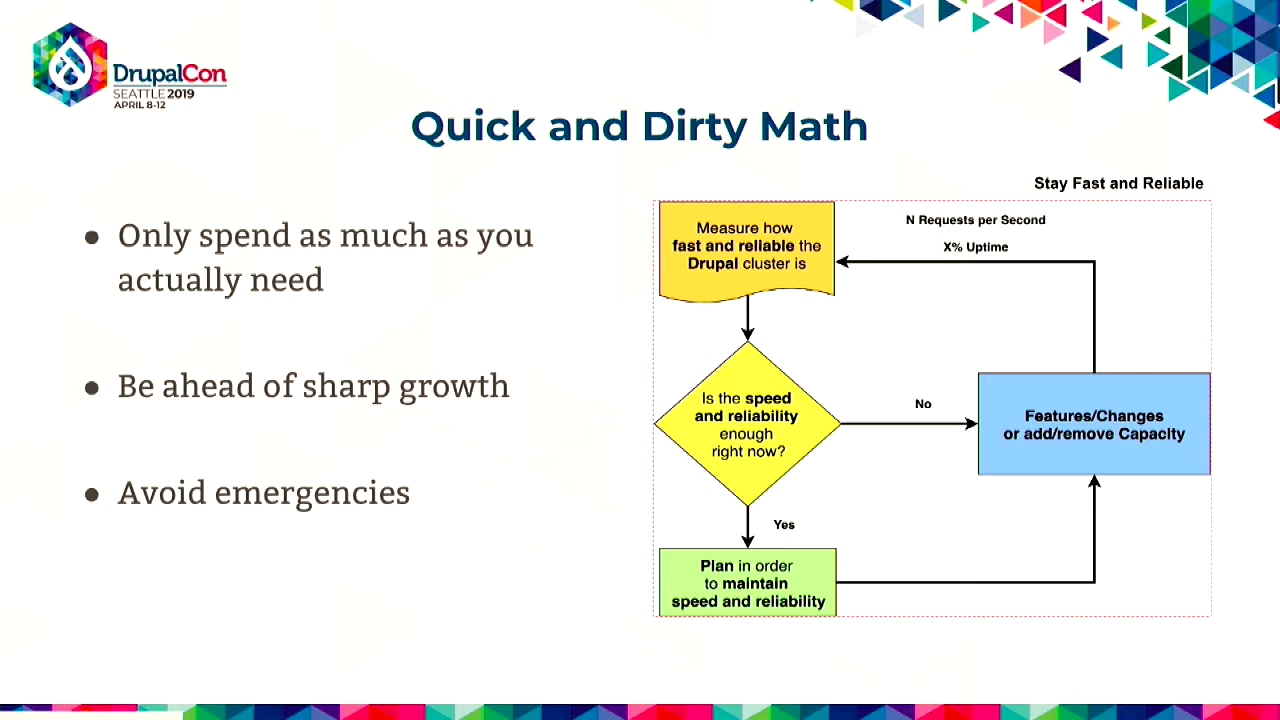 DrupalCon
SEATTLE 2019
APRIL 8-12
Quick and Dirty Math
● Only spend as much as you
actually need
● Be ahead of sharp growth
● Avoid emergencies
Stay Fast and Reliable
Measure how
fast and reliable the
Drupal cluster is
N Requests per Second
X% Uptime
Is the speed
and reliability
enough
right now?
No
Features/Changes
or add/remove Capacity
Yes
Plan in order
to maintain
speed and reliability